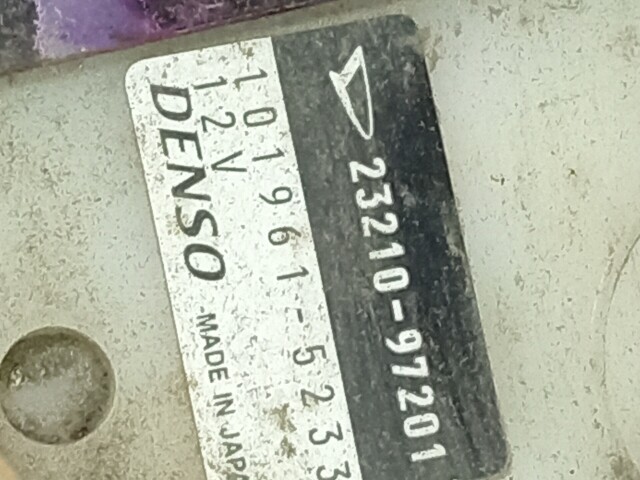 23210-97201
101961-5233
12V
DENSO
-MADE IN JAPA